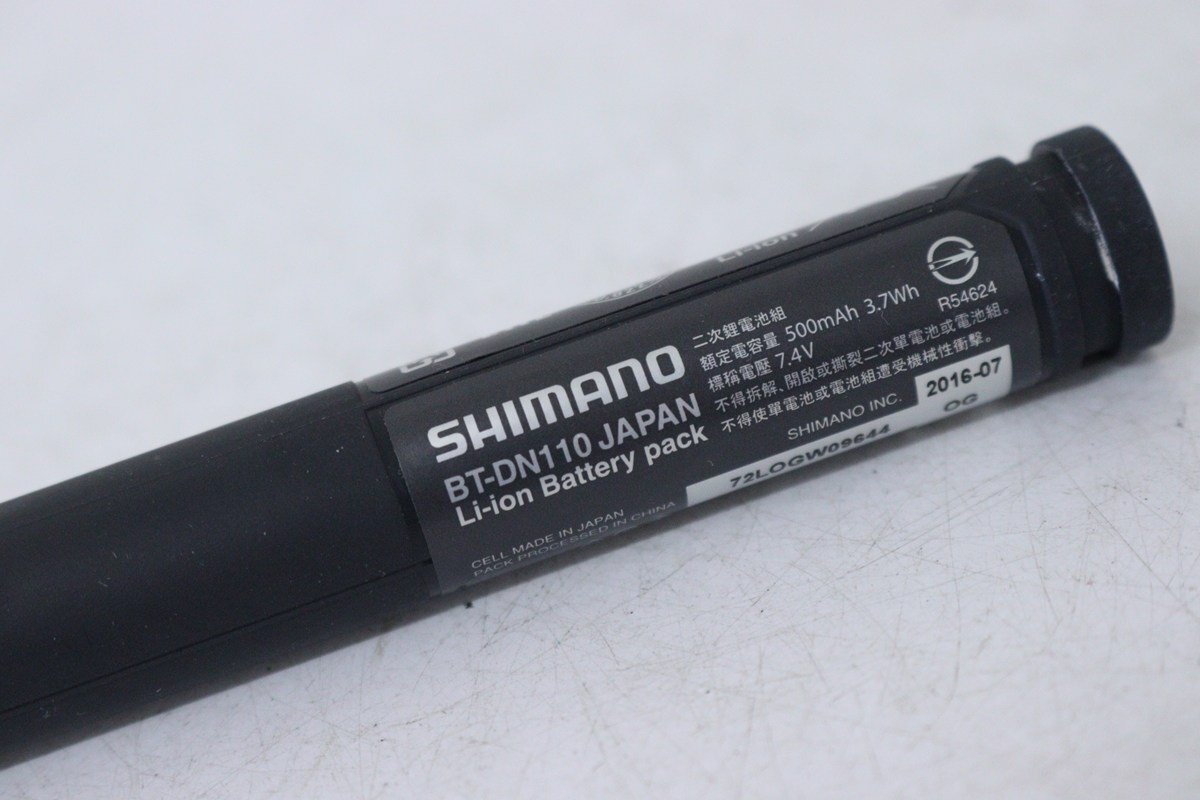 Li-ion
SHIMANO
BT-DN110 JAPAN
Li-ion Battery pack
CELL MADE IN JAPAN
PACK PROCESSED IN CHINA
二次鋰電池組
額定電容量 500mAh 3.7Wh
標稱電壓 7.4V
不得拆解、開啟或撕裂二次單電池或電池組。
不得使單電池或電池組遭受機械性衝擊。
R54624
SHIMANO INC.
2016-07
OG
72LOGW09644